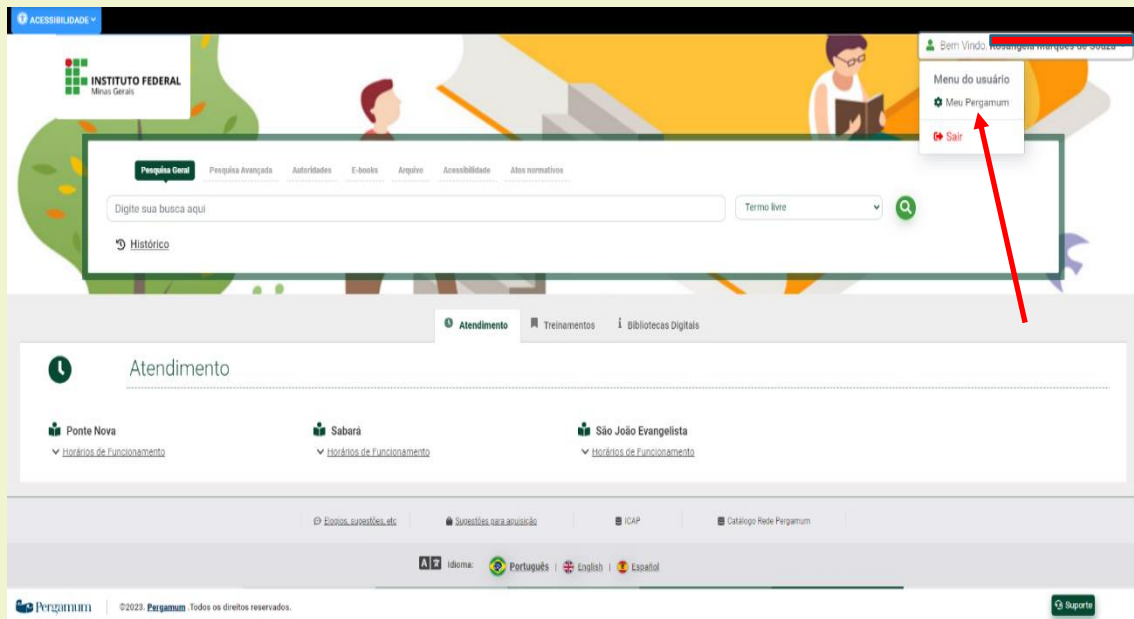 ACESSIBILIDADE
Bem Vindo,
INSTITUTO FEDERAL
Minas Gerais
Menu do usuário
Meu Pergamum
Sair
Pesquisa Geral Pesquisa Avançada Autoridades E-books Arquivo Acessibilidade Atos normativos
Digite sua busca aqui Termo livre
Histórico
Atendimento Treinamentos Bibliotecas Digitais
Atendimento
Ponte Nova Sabará São João Evangelista
Horários de Funcionamento Horários de Funcionamento Horários de Funcionamento
Elogios, sugestões, etc Sugestões para aquisição ICAP Catálogo Rede Pergamum
Idioma: Português | English | Español
Pergamum ©2023. Pergamum .Todos os direitos reservados. Suporte